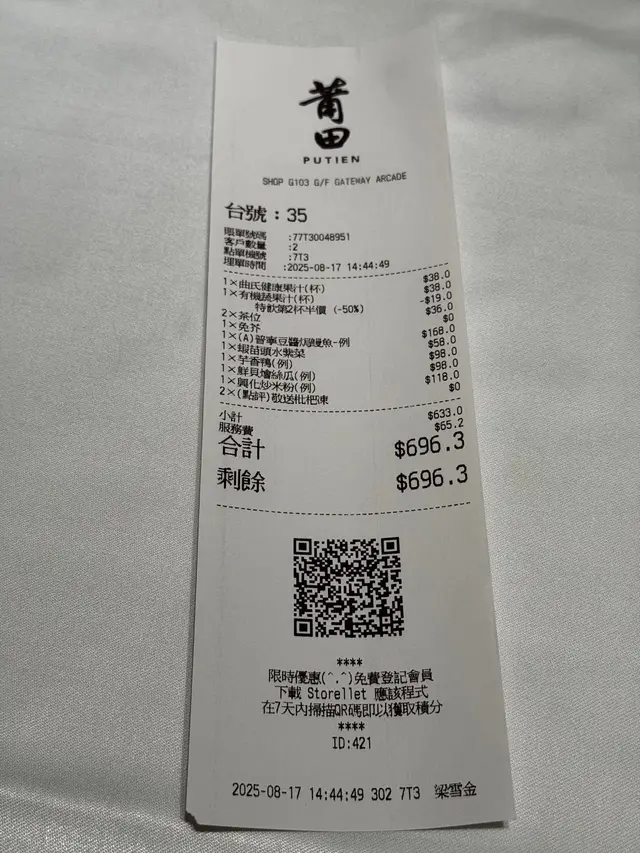 莆田
PUTIEN
SHOP G103 G/F GATEWAY ARCADE
台號：35
賬單號碼 :77T30048951
客戶數量 :2
點單機號 :7T3
埋單時間 :2025-08-17 14:44:49
1×曲氏健康果汁(杯) $38.0
1×有機蔬果汁(杯) $38.0
特飲第2杯半價 (-50%) -$19.0
2×茶位 $36.0
1×免芥 $0
1×(A)普寧豆醬焗鰻魚-例 $168.0
1×蝦苗頭水紫菜 $58.0
1×芋香鴨(例) $98.0
1×鮮貝燴絲瓜(例) $98.0
1×興化炒米粉(例) $118.0
2×(點評)敬送枇杷凍 $0
小計 $633.0
服務費 $65.2
合計 $696.3
剩餘 $696.3
****
限時優惠(^.^)免費登記會員
下載 Storellet 應該程式
在7天內掃描QR碼即以獲取積分
****
ID:421
2025-08-17 14:44:49 302 7T3 梁雪金